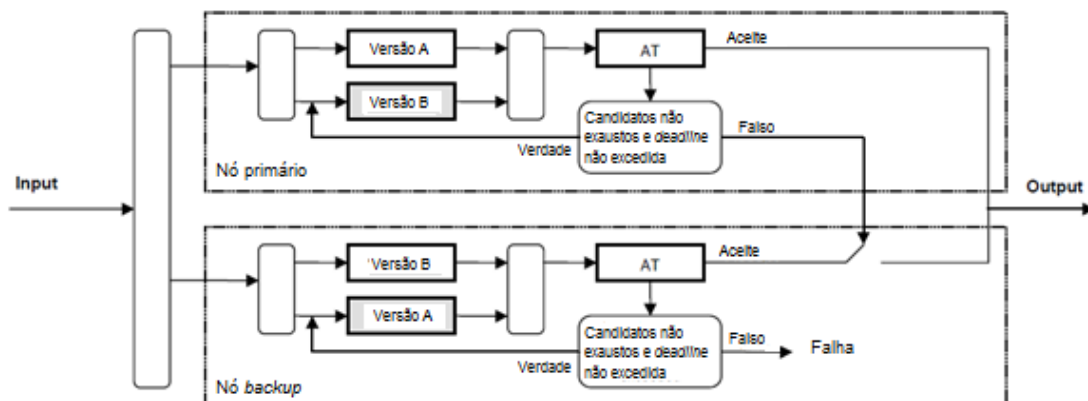 Versão A
Versão B
AT
Aceite
Candidatos não
exaustos e deadline
não excedida
Falso
Verdade
Nó primário
Input
Output
Versão B
Versão A
AT
Aceite
Candidatos não
exaustos e deadline
não excedida
Falso
Falha
Verdade
Nó backup